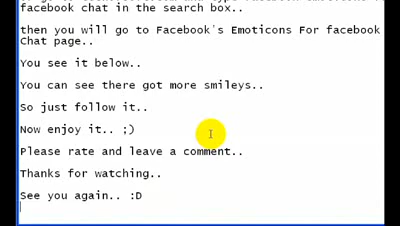 facebook chat in the search box..
then you will go to Facebook's Emoticons For facebook
Chat page..
You see it below..
You can see there got more smileys..
So just follow it..
Now enjoy it.. ;)
Please rate and leave a comment..
Thanks for watching..
See you again.. :D